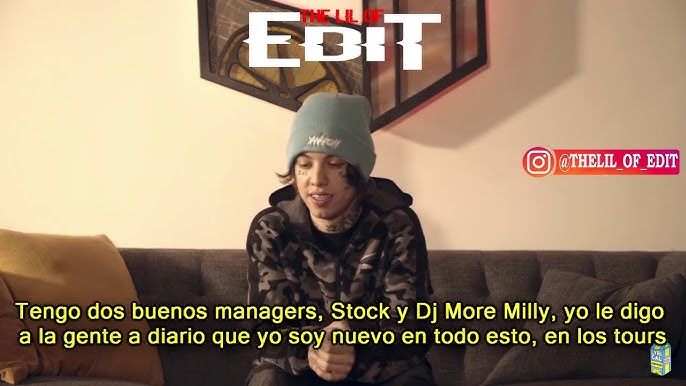 THE LIL OF
EDIT
@THELIL_OF_EDIT
Tengo dos buenos managers, Stock y Dj More Milly, yo le digo
a la gente a diario que yo soy nuevo en todo esto, en los tours